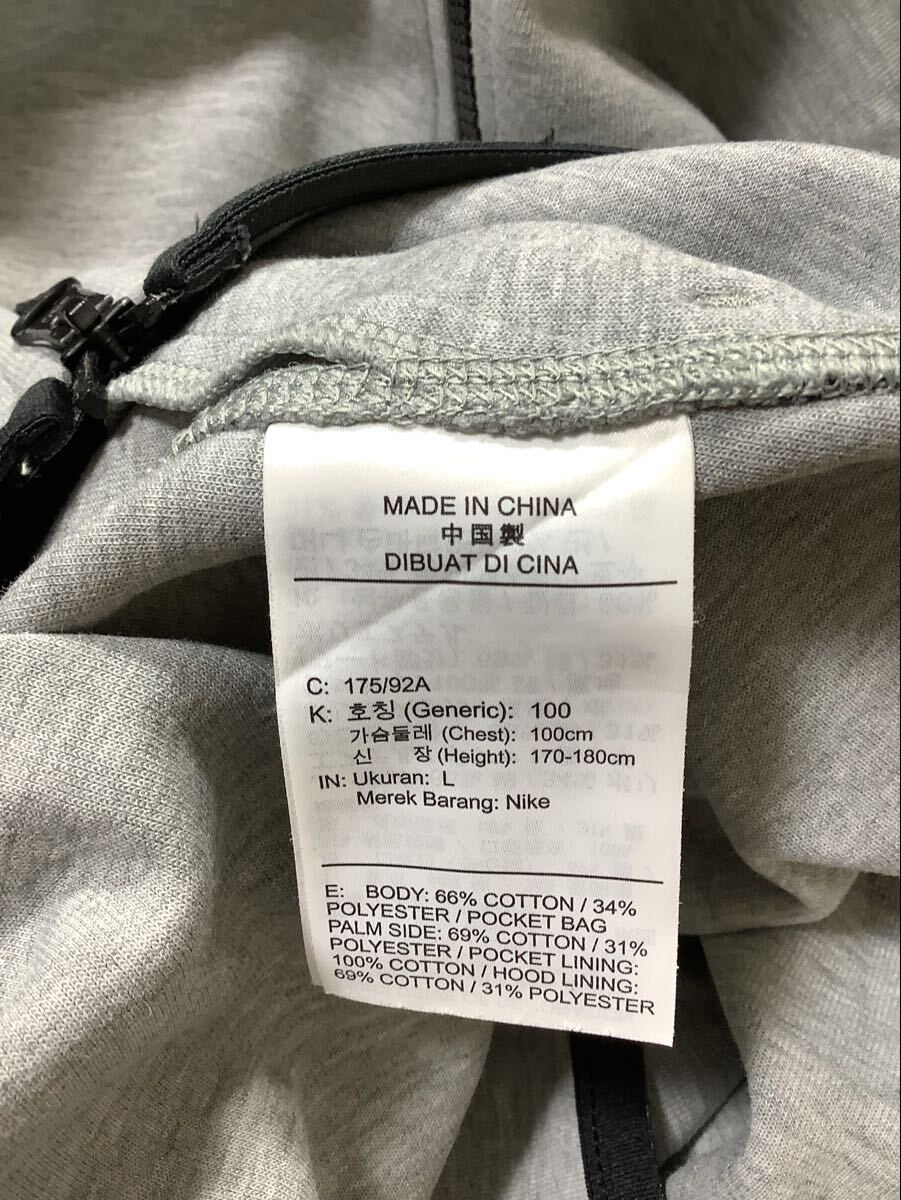 MADE IN CHINA
中国製
DIBUAT DI CINA
C: 175/92A
K: 호칭 (Generic): 100
가슴둘레 (Chest): 100cm
신 장 (Height): 170-180cm
IN: Ukuran: L
Merek Barang: Nike
E: BODY: 66% COTTON / 34%
POLYESTER / POCKET BAG
PALM SIDE: 69% COTTON / 31%
POLYESTER / POCKET LINING:
100% COTTON / HOOD LINING:
69% COTTON / 31% POLYESTER